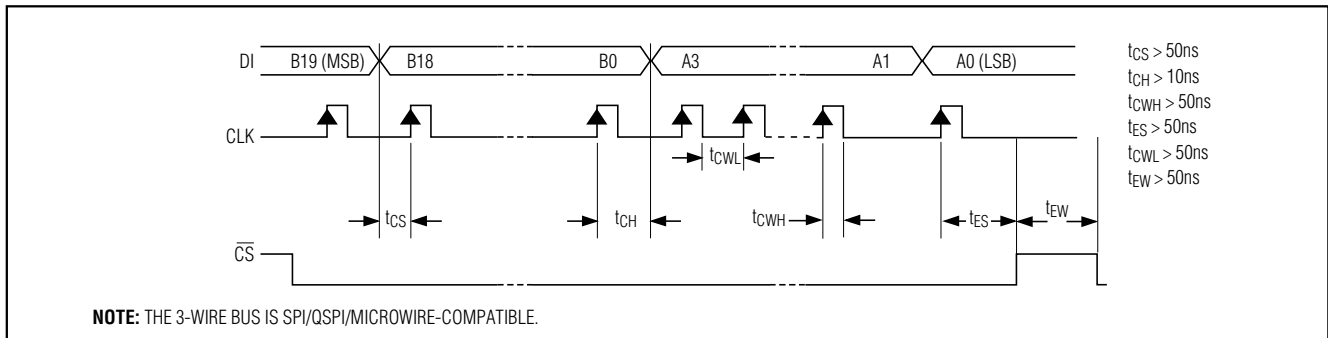 DI B19 (MSB) B18 B0 A3 A1 A0 (LSB)
CLK
tCWL
tCS tCH tCWH tES tEW
CS
tCS > 50ns
tCH > 10ns
tCWH > 50ns
tES > 50ns
tCWL > 50ns
tEW > 50ns
NOTE: THE 3-WIRE BUS IS SPI/QSPI/MICROWIRE-COMPATIBLE.